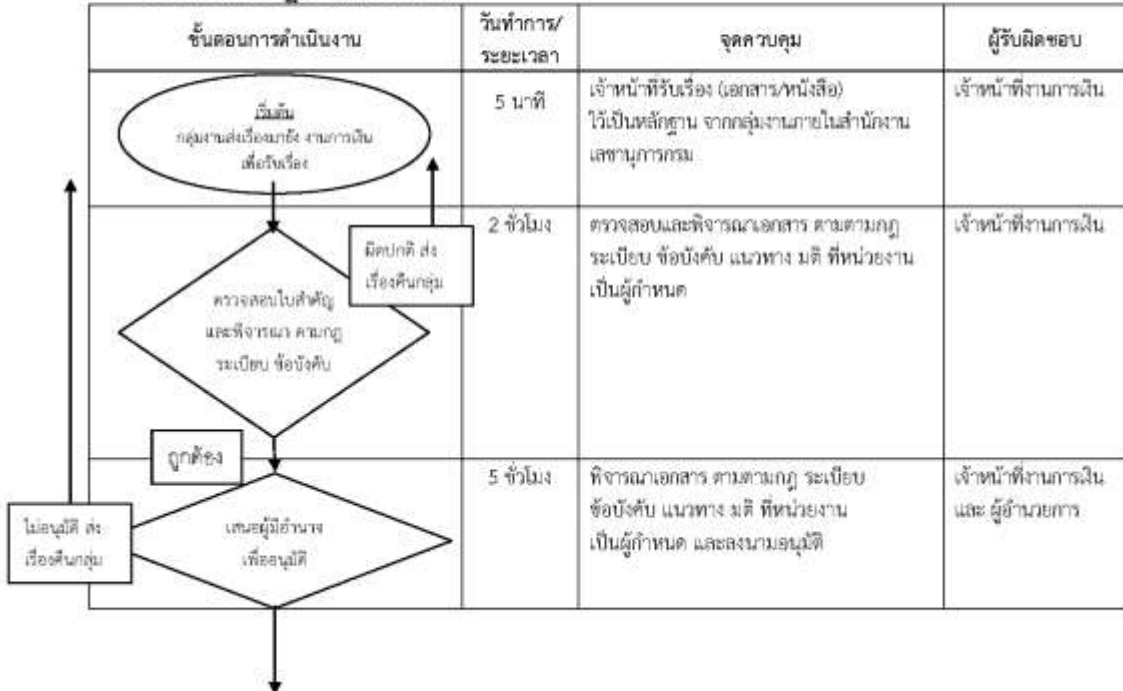 ขั้นตอนการดำเนินงาน
วันทำการ/
ระยะเวลา
จุดควบคุม
ผู้รับผิดชอบ
เริ่มต้น
กลุ่มงานส่งเรื่องมายัง งานการเงิน
เพื่อรับเรื่อง
5 นาที
เจ้าหน้าที่รับเรื่อง (เอกสาร/หนังสือ)
ไว้เป็นหลักฐาน จากกลุ่มงานภายในสำนักงาน
เลขานุการกรม
เจ้าหน้าที่งานการเงิน
ผิดปกติ ส่ง
เรื่องคืนกลุ่ม
ตรวจสอบใบสำคัญ
และพิจารณา ตามกฎ
ระเบียบ ข้อบังคับ
2 ชั่วโมง
ตรวจสอบและพิจารณาเอกสาร ตามตามกฎ
ระเบียบ ข้อบังคับ แนวทาง มติ ที่หน่วยงาน
เป็นผู้กำหนด
เจ้าหน้าที่งานการเงิน
ถูกต้อง
ไม่อนุมัติ ส่ง
เรื่องคืนกลุ่ม
เสนอผู้มีอำนาจ
เพื่ออนุมัติ
5 ชั่วโมง
พิจารณาเอกสาร ตามตามกฎ ระเบียบ
ข้อบังคับ แนวทาง มติ ที่หน่วยงาน
เป็นผู้กำหนด และลงนามอนุมัติ
เจ้าหน้าที่งานการเงิน
และ ผู้อำนวยการ